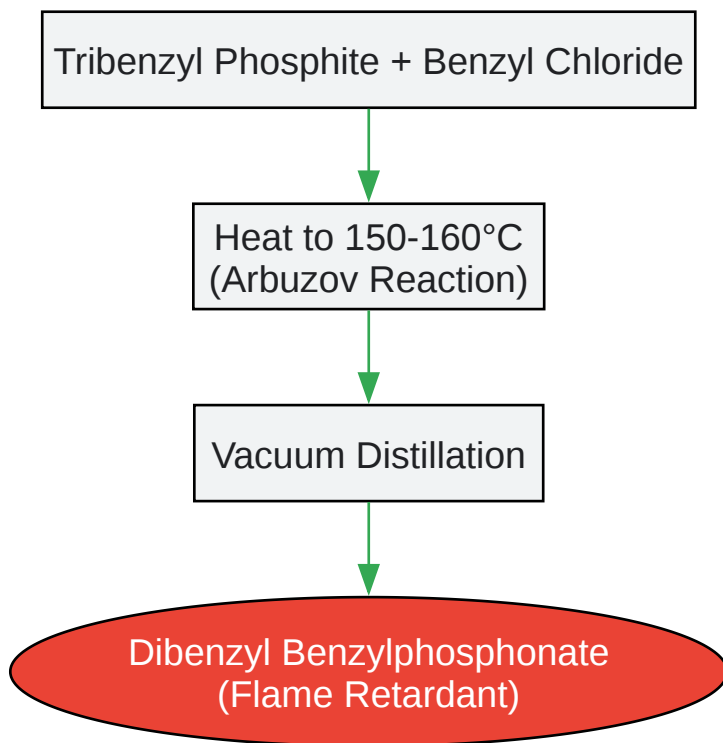 Tribenzyl Phosphite + Benzyl Chloride
Heat to 150-160°C
(Arbuzov Reaction)
Vacuum Distillation
Dibenzyl Benzylphosphonate
(Flame Retardant)